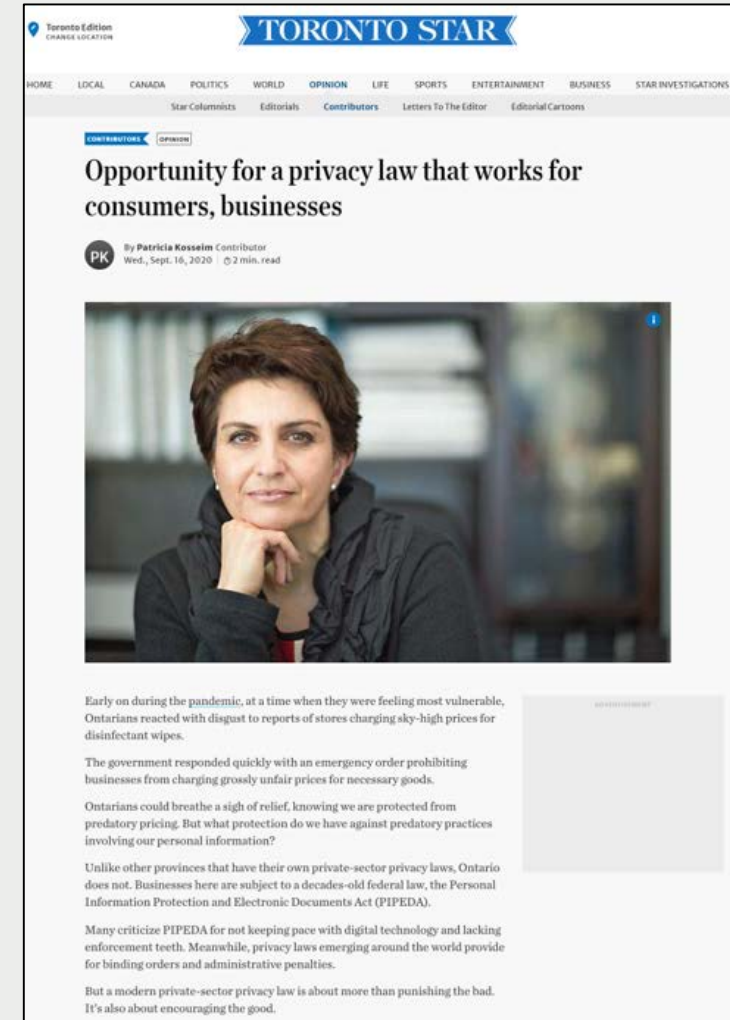 Toronto Edition
CHANGE LOCATION
TORONTO STAR
HOME LOCAL CANADA POLITICS WORLD OPINION LIFE SPORTS ENTERTAINMENT BUSINESS STAR INVESTIGATIONS
Star Columnists Editorials Contributors Letters To The Editor Editorial Cartoons
CONTRIBUTORS OPINION
Opportunity for a privacy law that works for
consumers, businesses
PK
By Patricia Kosseim Contributor
Wed., Sept. 16, 2020 2 min. read
i
Early on during the pandemic, at a time when they were feeling most vulnerable,
Ontarians reacted with disgust to reports of stores charging sky-high prices for
disinfectant wipes.
ADVERTISEMENT
The government responded quickly with an emergency order prohibiting
businesses from charging grossly unfair prices for necessary goods.
Ontarians could breathe a sigh of relief, knowing we are protected from
predatory pricing. But what protection do we have against predatory practices
involving our personal information?
Unlike other provinces that have their own private-sector privacy laws, Ontario
does not. Businesses here are subject to a decades-old federal law, the Personal
Information Protection and Electronic Documents Act (PIPEDA).
Many criticize PIPEDA for not keeping pace with digital technology and lacking
enforcement teeth. Meanwhile, privacy laws emerging around the world provide
for binding orders and administrative penalties.
But a modern private-sector privacy law is about more than punishing the bad.
It's also about encouraging the good.